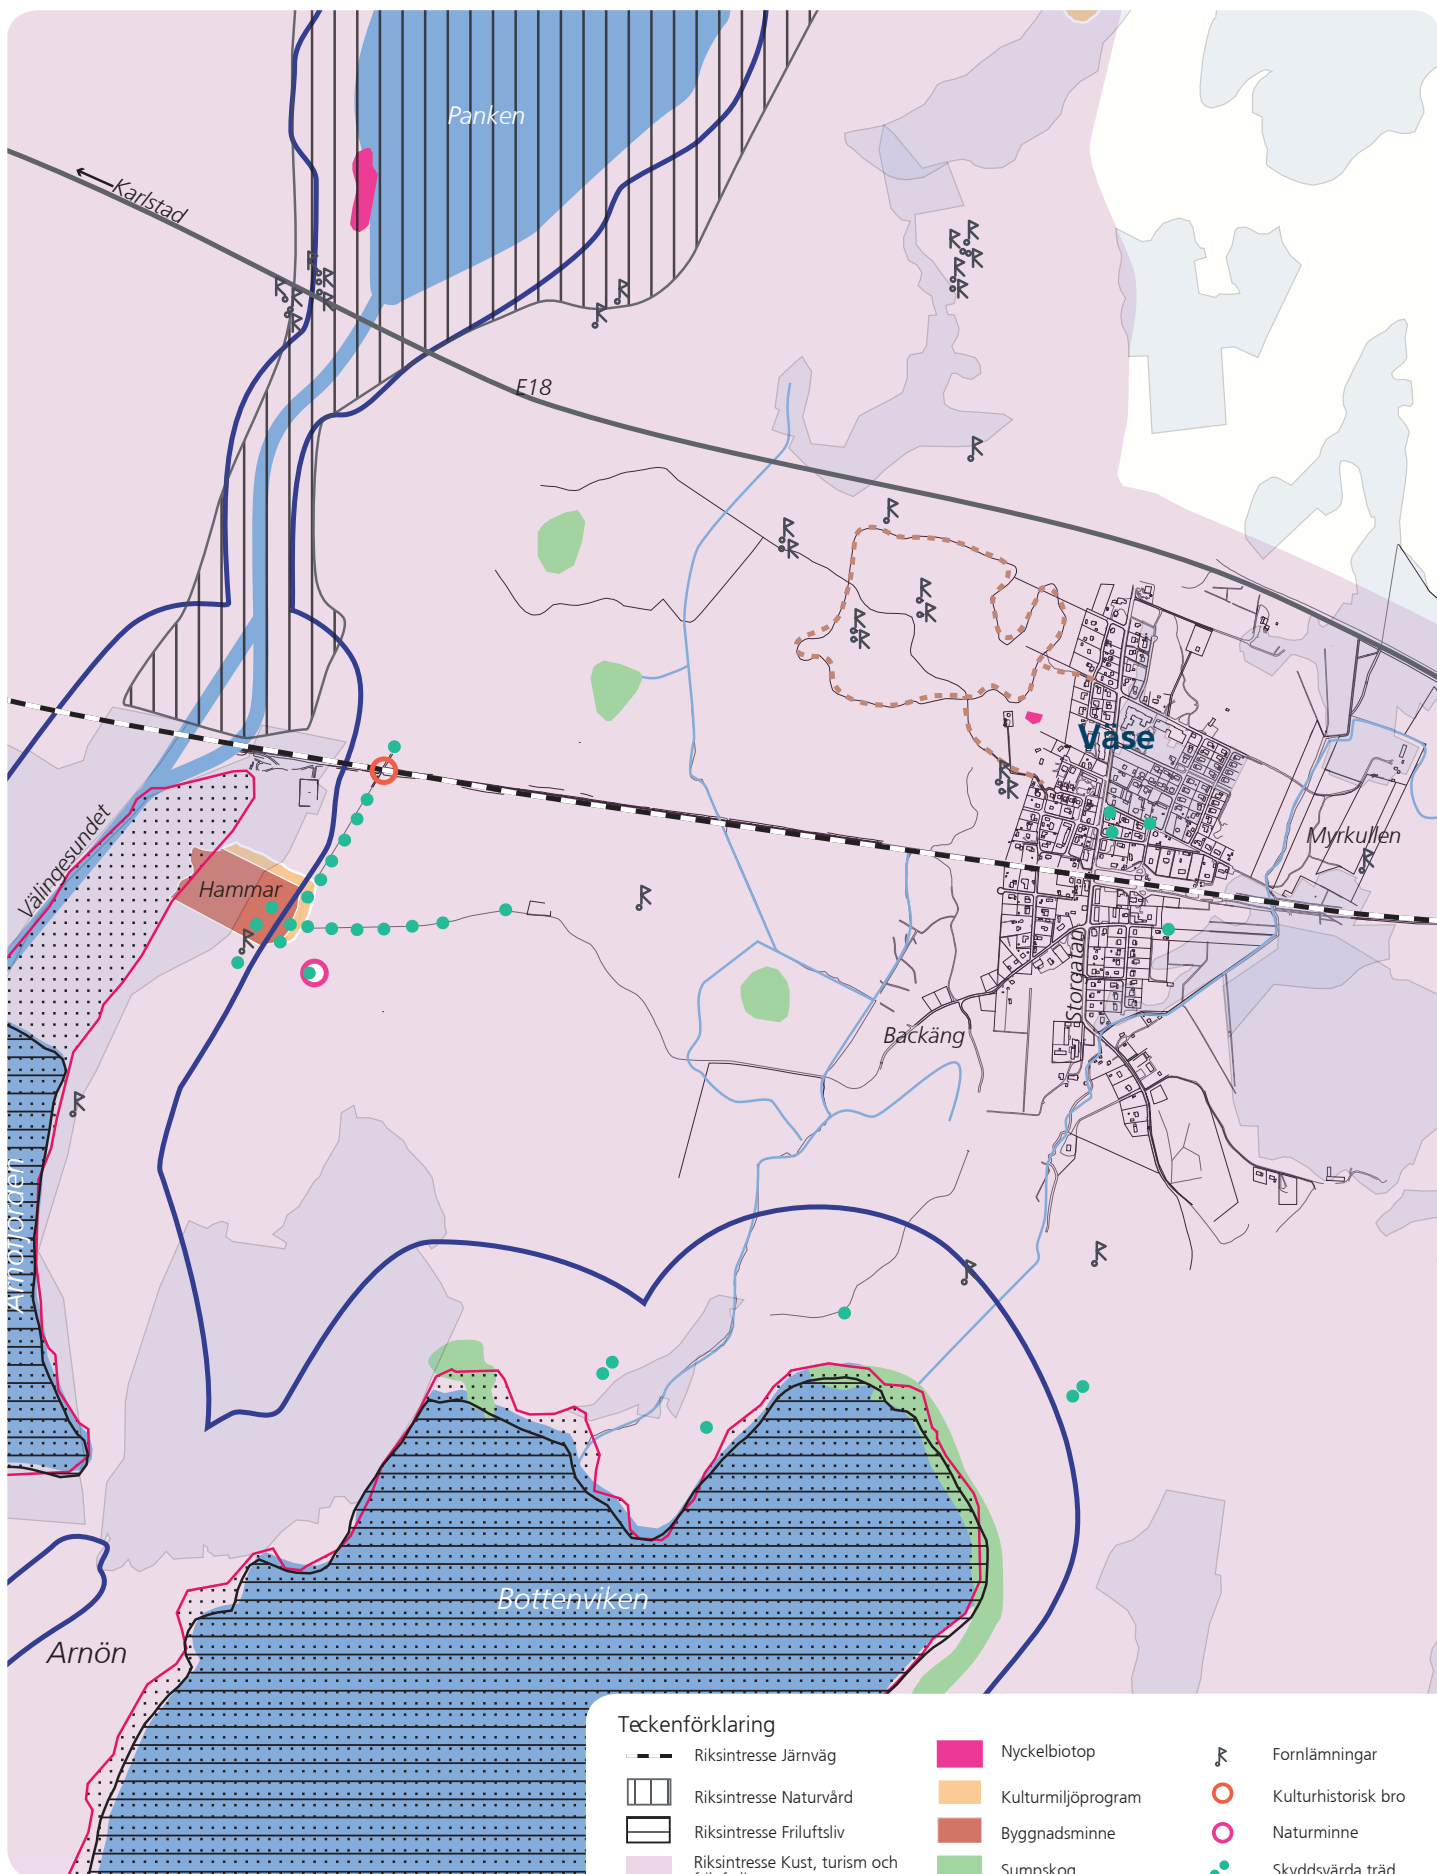 Panken
Karlstad
E18
Väse
Myrkullen
Välingesundet
Hammar
Storgatan
Backäng
Arnöfjorden
Bottenviken
Arnön
Teckenförklaring
Riksintresse Järnväg
Riksintresse Naturvård
Riksintresse Friluftsliv
Riksintresse Kust, turism och
Nyckelbiotop
Kulturmiljöprogram
Byggnadsminne
Sumpskog
Fornlämningar
Kulturhistorisk bro
Naturminne
Skyddsvärda träd